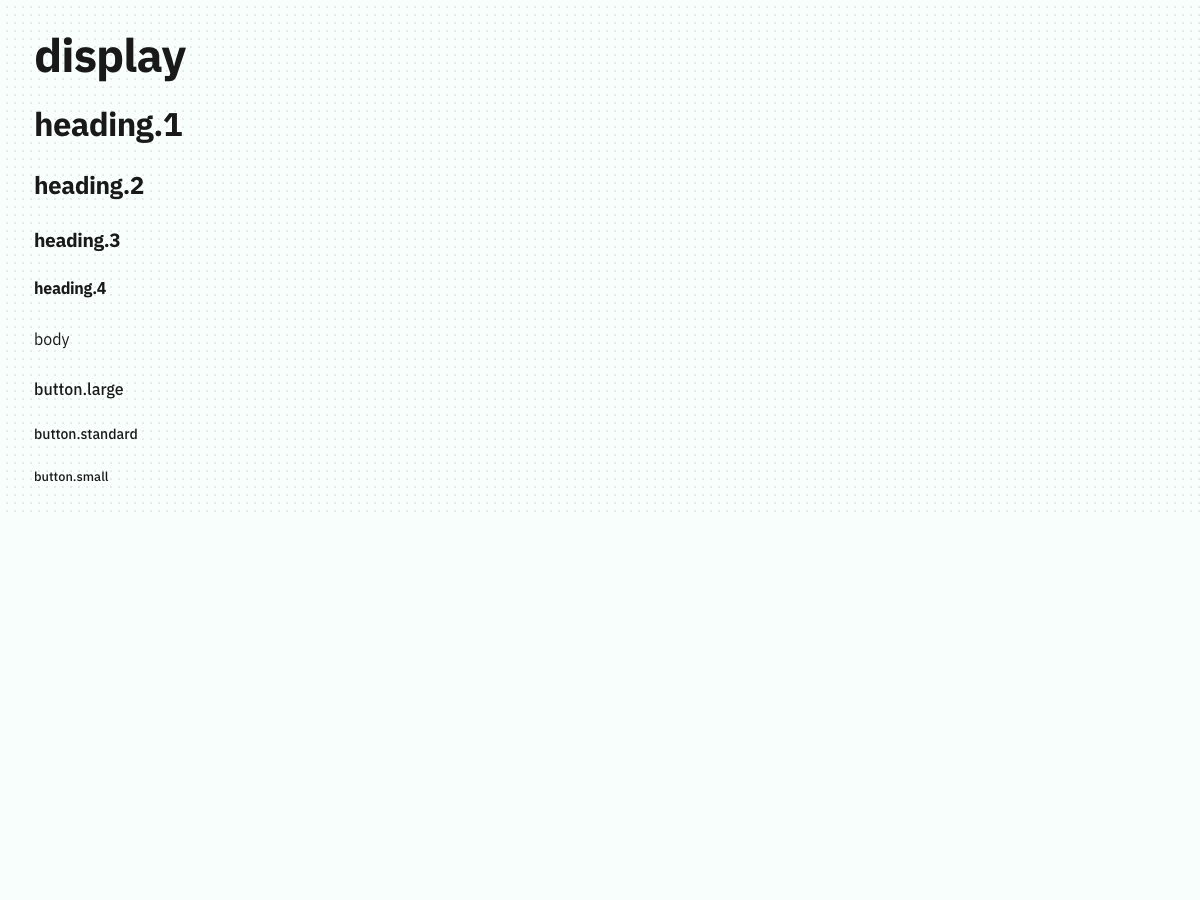 display
heading.1
heading.2
heading.3
heading.4
body
button.large
button.standard
button.small